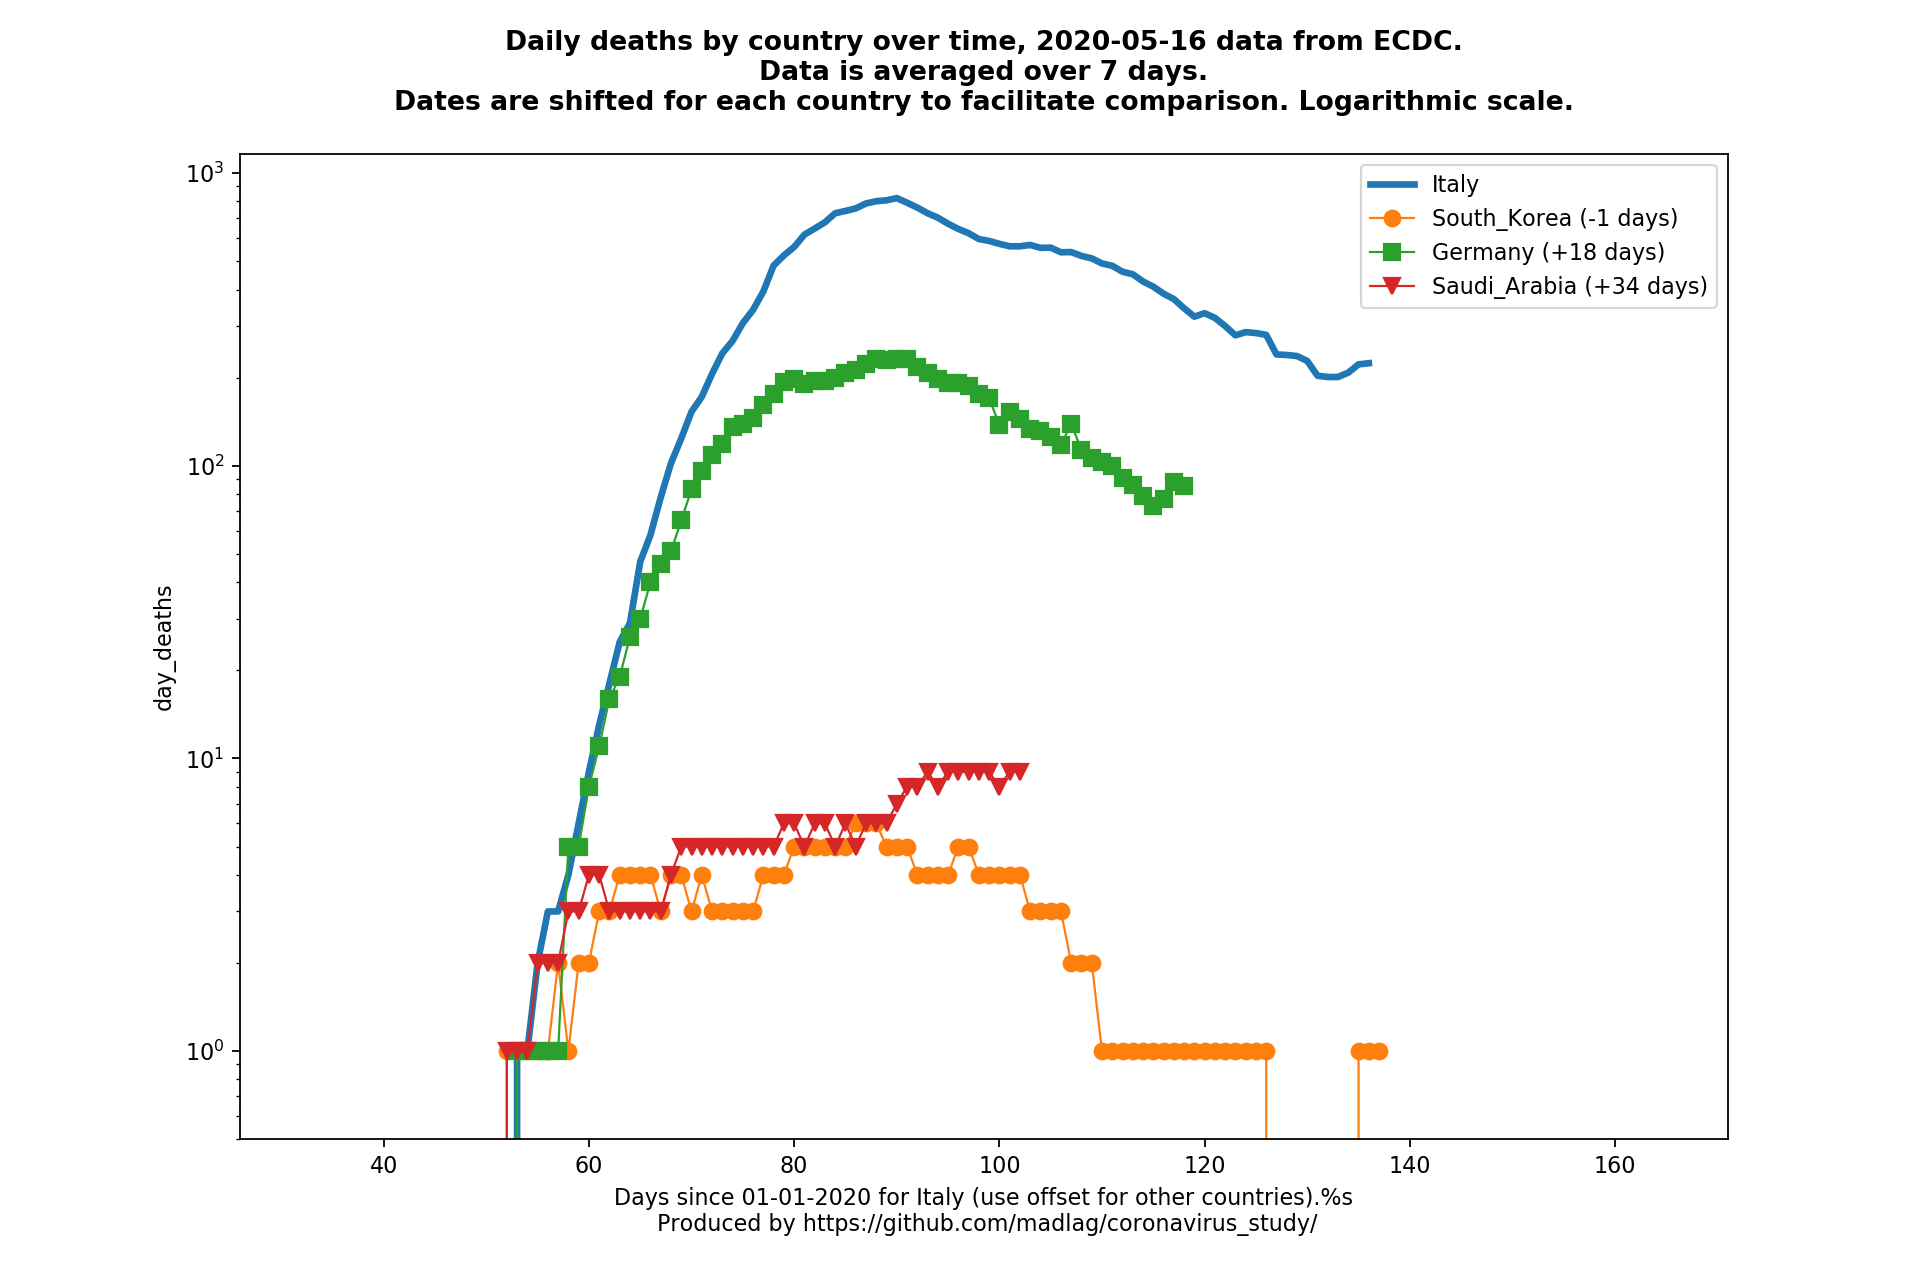 Daily deaths by country over time, 2020-05-16 data from ECDC.
Data is averaged over 7 days.
Dates are shifted for each country to facilitate comparison. Logarithmic scale.
10³
10²
10¹
10⁰
day_deaths
Italy
South_Korea (-1 days)
Germany (+18 days)
Saudi_Arabia (+34 days)
40 60 80 100 120 140 160
Days since 01-01-2020 for Italy (use offset for other countries).%s
Produced by https://github.com/madlag/coronavirus_study/